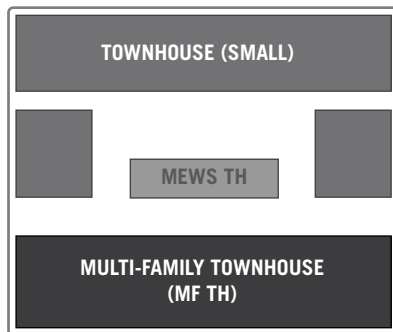 TOWNHOUSE (SMALL)
MEWS TH
MULTI-FAMILY TOWNHOUSE
(MF TH)